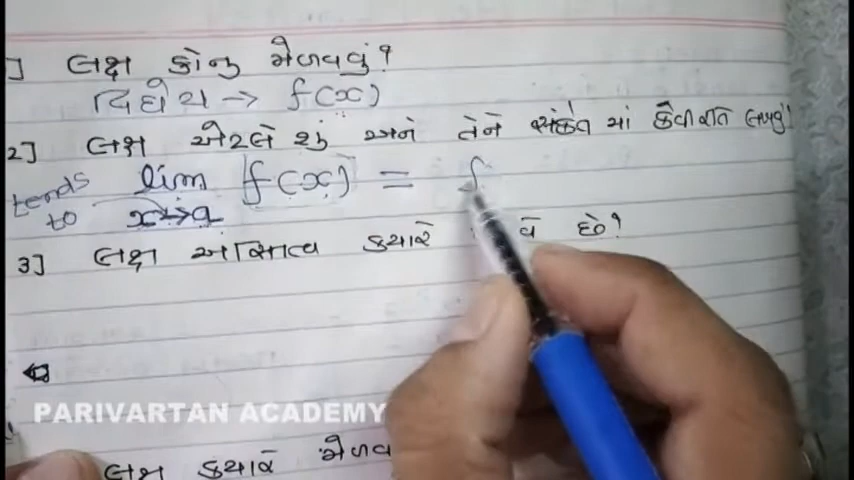 1] લક્ષ કોનુ મેળવવું?
વિધેય → f(x)
2] લક્ષ એટલે શું અને તેને સંકેત માં કેવી રીતે લખવું?
tends to lim x→a f(x) = f
3] લક્ષ અસ્તિત્વ ક્યારે છે?
PARIVARTAN ACADEMY
લક્ષ ક્યારે મેળવ